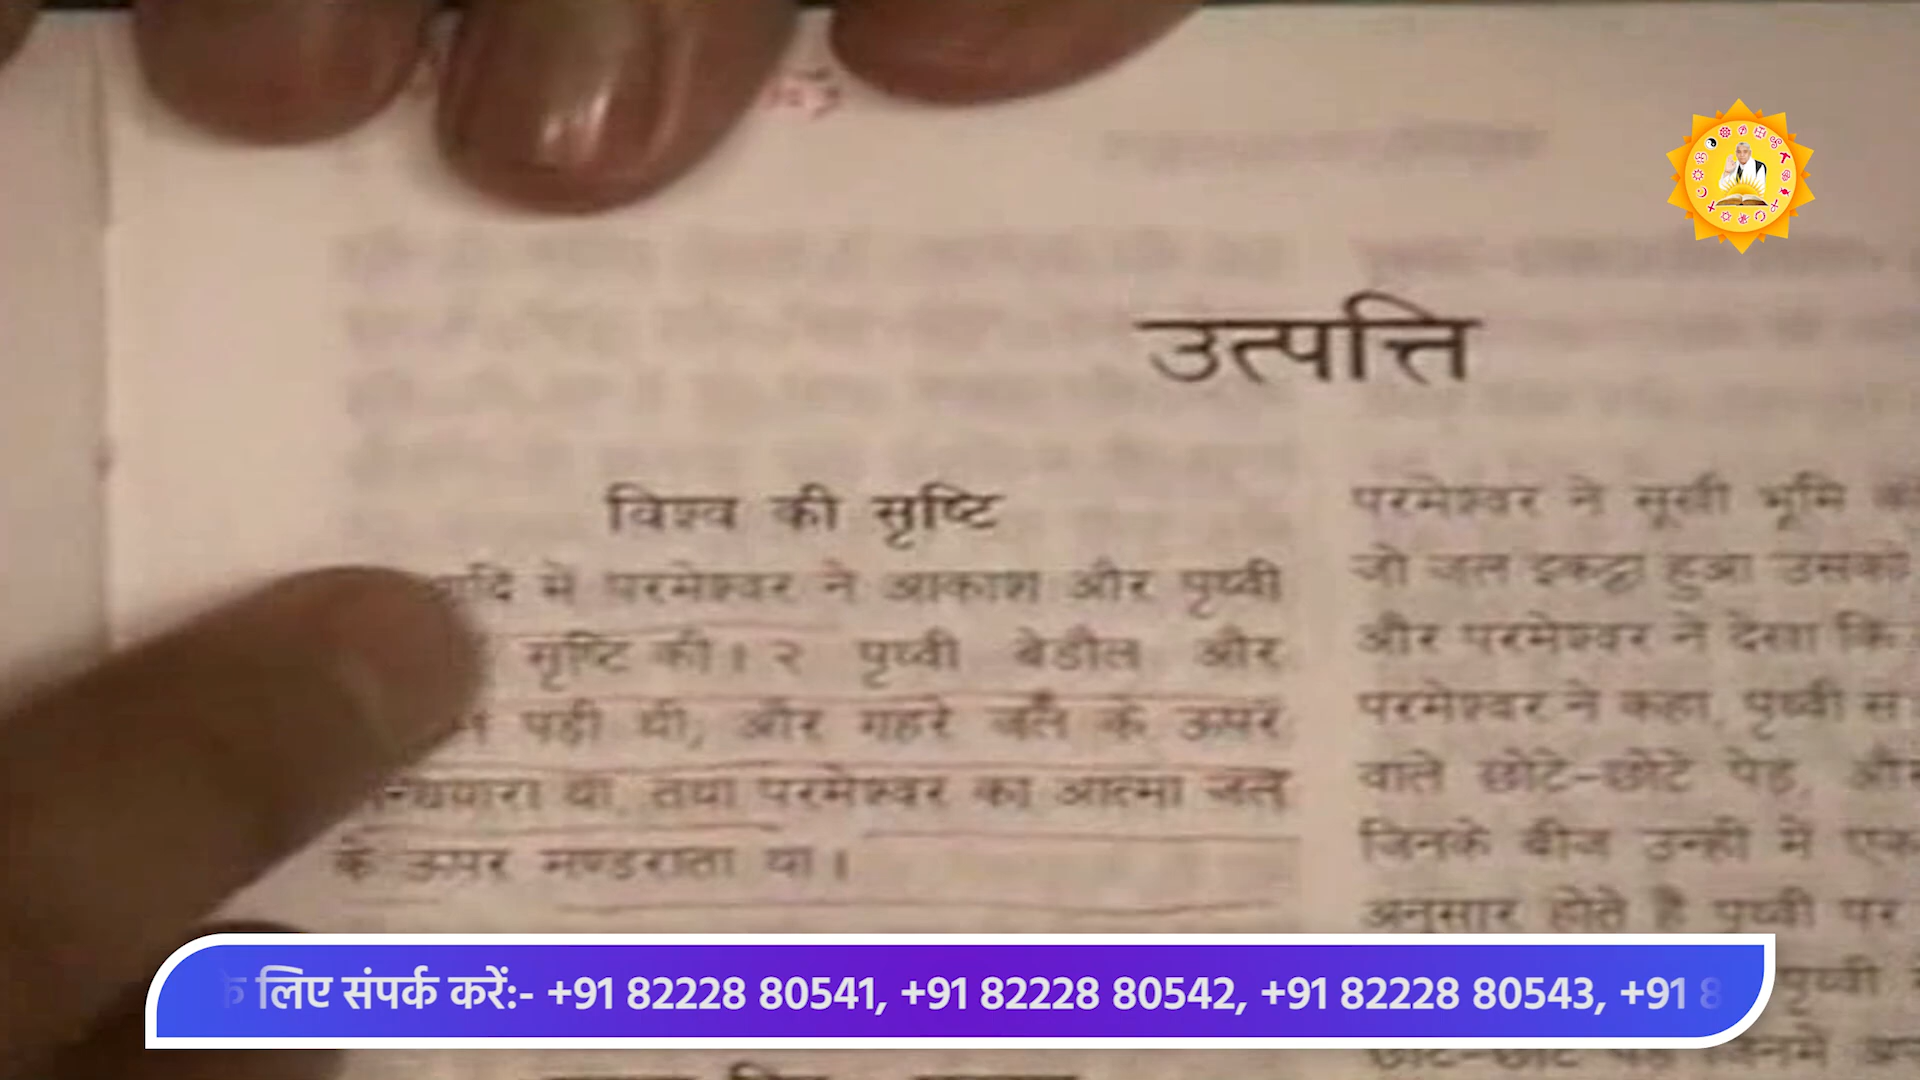 उत्पत्ति
विश्व की सृष्टि
में परमेश्वर ने आकाश और पृथ्वी
सृष्टि की। २ पृथ्वी बेडौल और
पड़ी थी, और गहरे जल के ऊपर
था, तथा परमेश्वर का आत्मा जल
के ऊपर मण्डराता था।
परमेश्वर ने सूखी भूमि
जो जल इकट्ठा हुआ उसको
और परमेश्वर ने देखा कि
परमेश्वर ने कहा, पृथ्वी
वाले छोटे-छोटे पेड़,
जिनके बीज उन्ही में
अनुसार होते है पृथ्वी पर
पृथ्वी
छोटे-छोटे
लिए संपर्क करें:- +91 82228 80541, +91 82228 80542, +91 82228 80543, +91